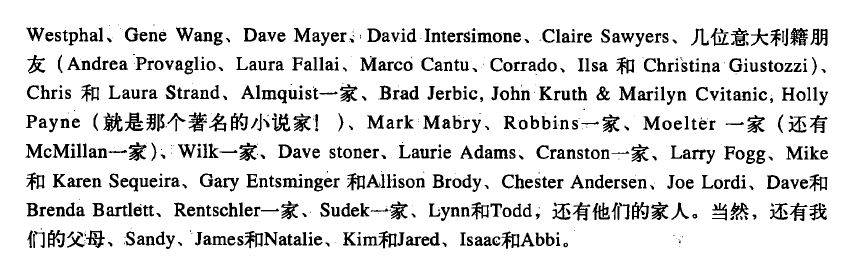 Westphal、Gene Wang、Dave Mayer、David Intersimone、Claire Sawyers、几位意大利籍朋
友（Andrea Provaglio、Laura Fallai、Marco Cantu、Corrado、Ilsa 和 Christina Giustozzi）、
Chris 和 Laura Strand、Almquist一家、Brad Jerbic, John Kruth & Marilyn Cvitanic, Holly
Payne（就是那个著名的小说家！）、Mark Mabry、Robbins一家、Moelter 一家（还有
McMillan一家）、Wilk一家、Dave stoner、Laurie Adams、Cranston一家、Larry Fogg、Mike
和 Karen Sequeira、Gary Entsminger 和Allison Brody、Chester Andersen、Joe Lordi、Dave和
Brenda Bartlett、Rentschler一家、Sudek一家、Lynn和Todd，还有他们的家人。当然，还有我
们的父母、Sandy、James和Natalie、Kim和Jared、Isaac和Abbi。